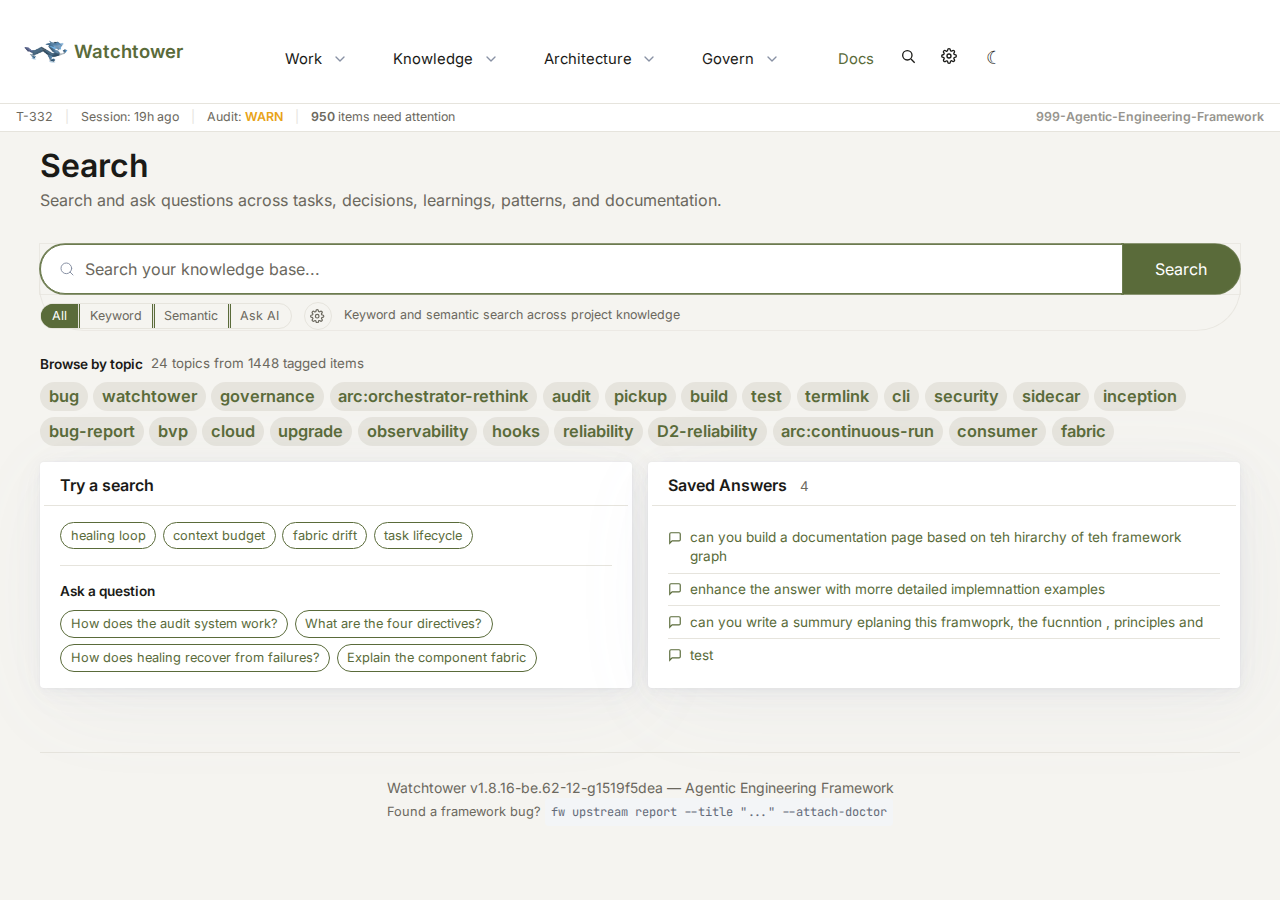 Watchtower
Work Knowledge Architecture Govern Docs
T-332 Session: 19h ago Audit: WARN 950 items need attention 999-Agentic-Engineering-Framework
Search
Search and ask questions across tasks, decisions, learnings, patterns, and documentation.
Search your knowledge base... Search
All Keyword Semantic Ask AI Keyword and semantic search across project knowledge
Browse by topic 24 topics from 1448 tagged items
bug watchtower governance arc:orchestrator-rethink audit pickup build test termlink cli security sidecar inception
bug-report bvp cloud upgrade observability hooks reliability D2-reliability arc:continuous-run consumer fabric
Try a search
healing loop context budget fabric drift task lifecycle
Ask a question
How does the audit system work? What are the four directives?
How does healing recover from failures? Explain the component fabric
Saved Answers 4
can you build a documentation page based on teh hirarchy of teh framework
graph
enhance the answer with morre detailed implemnattion examples
can you write a summury eplaning this framwoprk, the fucnntion , principles and
test
Watchtower v1.8.16-be.62-12-g1519f5dea — Agentic Engineering Framework
Found a framework bug? fw upstream report --title "..." --attach-doctor